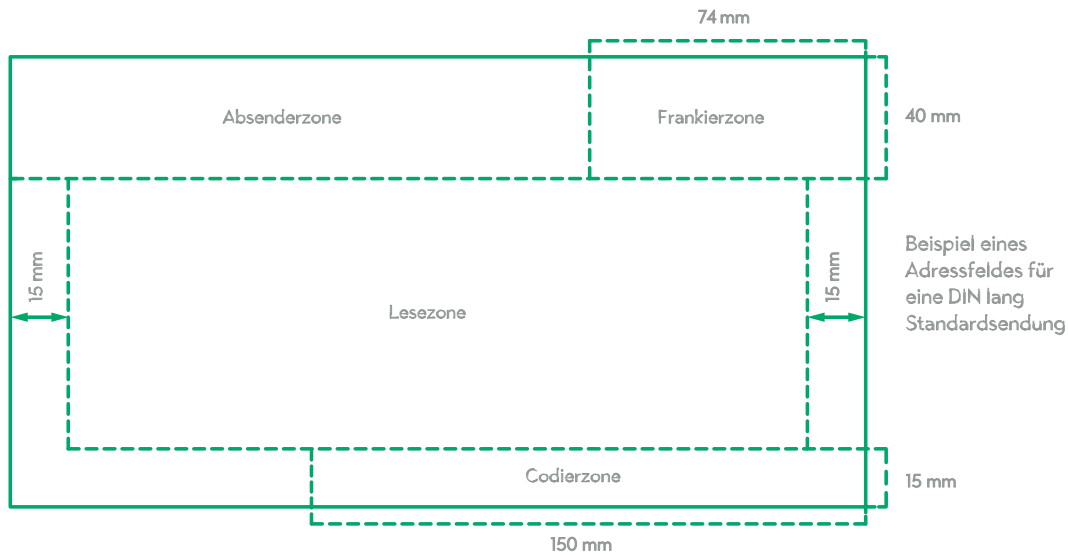 74 mm
Absenderzone
Frankierzone
40 mm
Beispiel eines
Adressfeldes für
eine DIN lang
Standardsendung
15 mm
15 mm
Lesezone
Codierzone
15 mm
150 mm